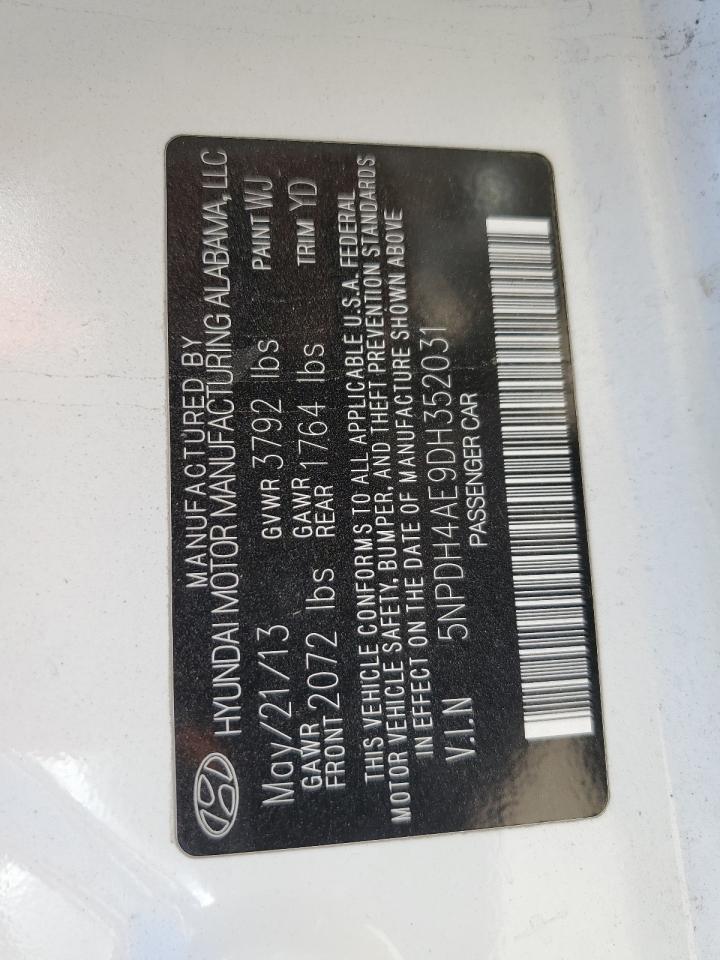 MANUFACTURED BY
HYUNDAI MOTOR MANUFACTURING ALABAMA, LLC
May/21/13 GVWR 3792 lbs PAINT WJ
GAWR FRONT 2072 lbs GAWR REAR 1764 lbs TRIM YD
THIS VEHICLE CONFORMS TO ALL APPLICABLE U.S.A. FEDERAL
MOTOR VEHICLE SAFETY, BUMPER, AND THEFT PREVENTION STANDARDS
IN EFFECT ON THE DATE OF MANUFACTURE SHOWN ABOVE
V.I.N 5NPDH4AE9DH352031
PASSENGER CAR